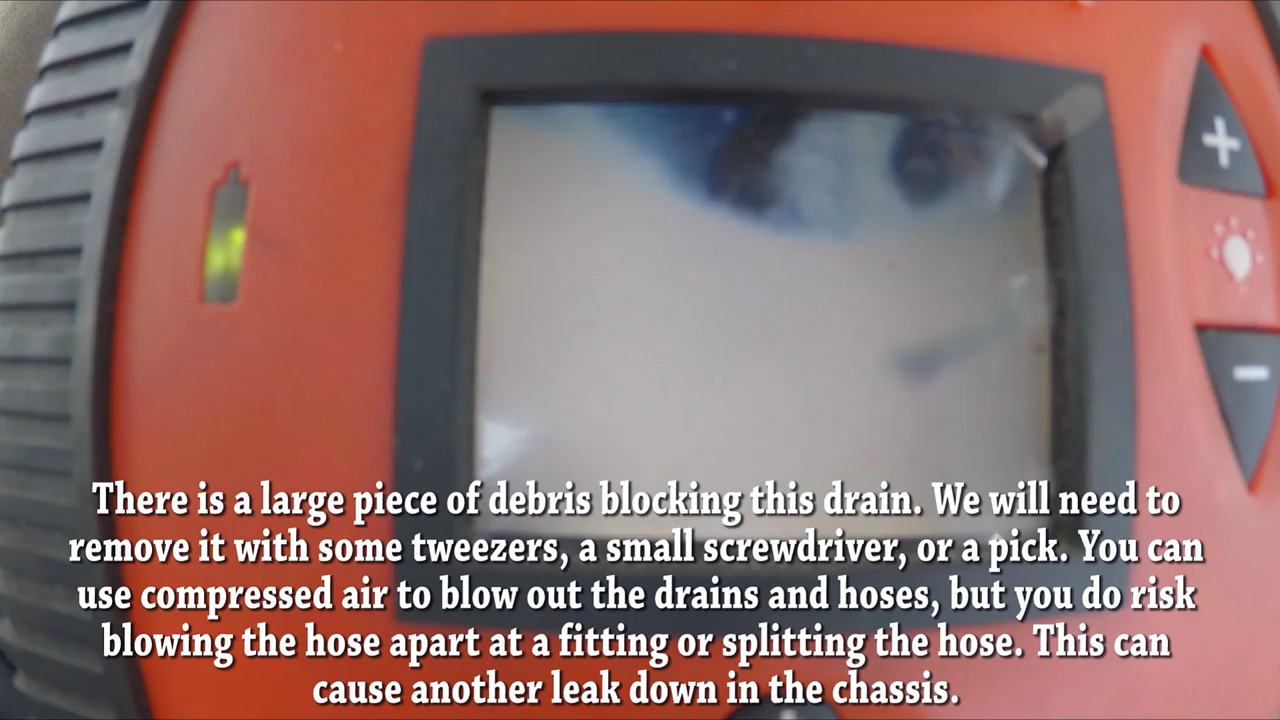 There is a large piece of debris blocking this drain. We will need to
remove it with some tweezers, a small screwdriver, or a pick. You can
use compressed air to blow out the drains and hoses, but you do risk
blowing the hose apart at a fitting or splitting the hose. This can
cause another leak down in the chassis.